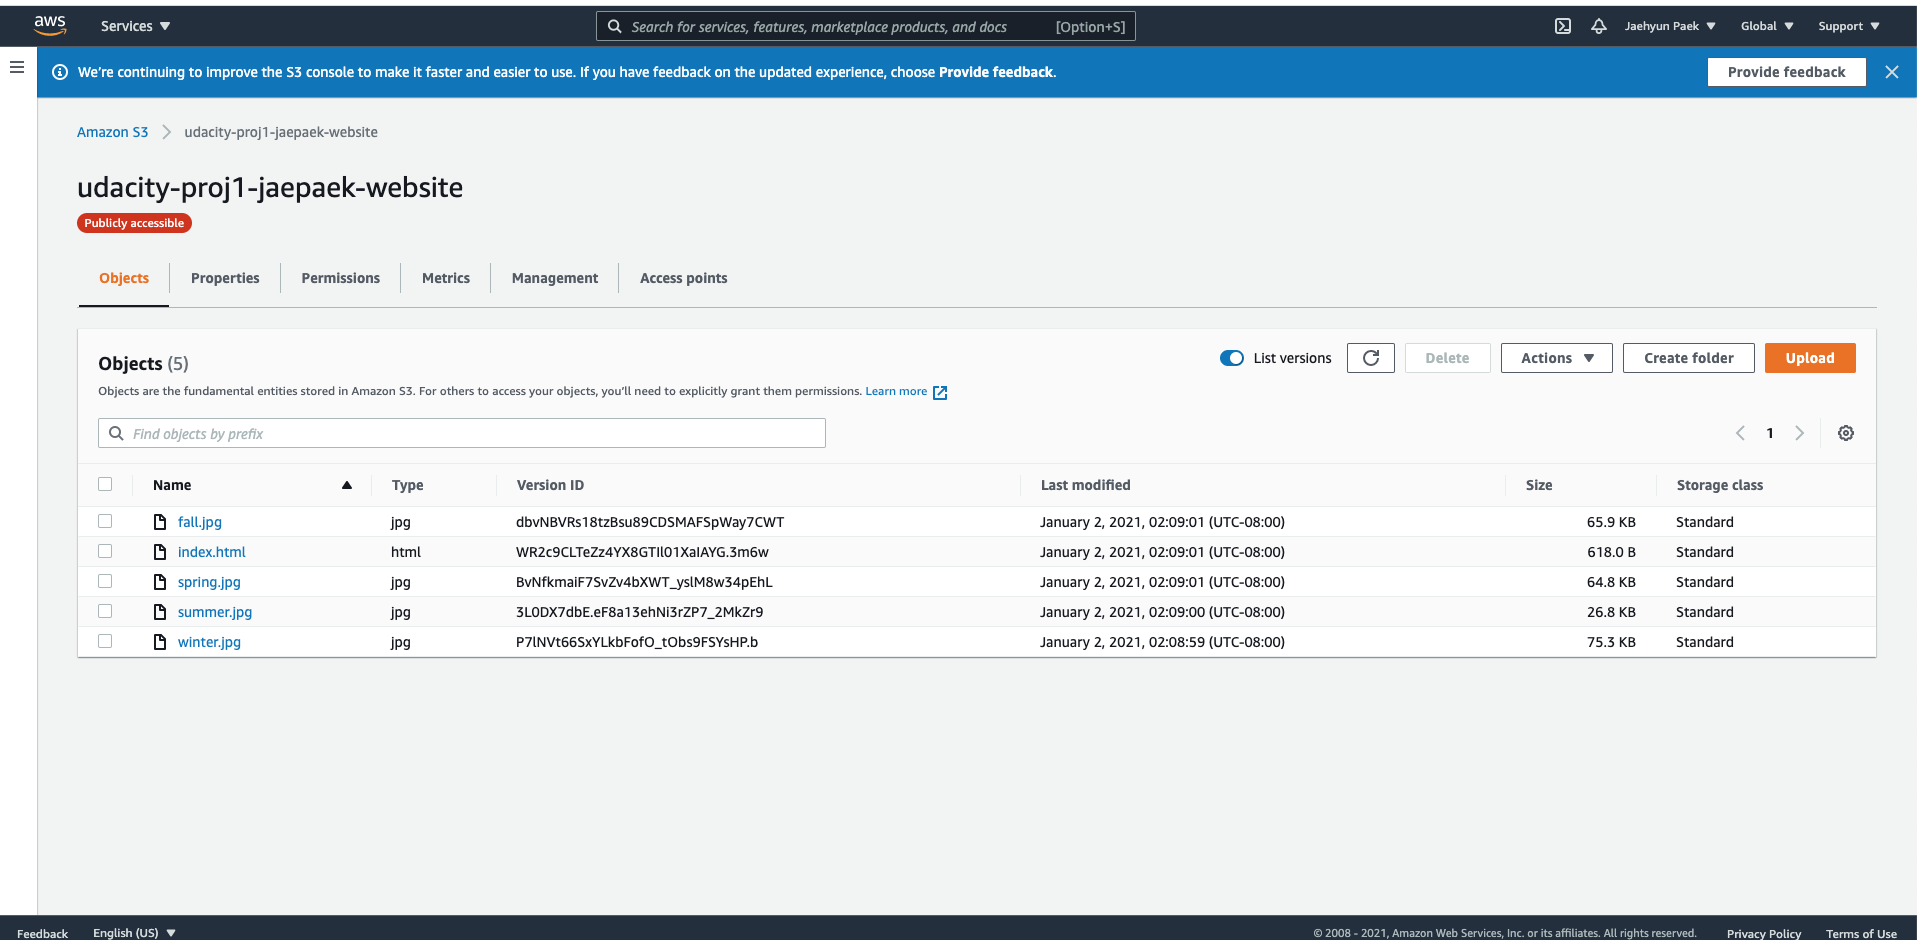 aws Services Search for services, features, marketplace products, and docs [Option+S] Jaehyun Paek Global Support
We're continuing to improve the S3 console to make it faster and easier to use. If you have feedback on the updated experience, choose Provide feedback. Provide feedback
Amazon S3 udacity-proj1-jaepaek-website
udacity-proj1-jaepaek-website
Publicly accessible
Objects Properties Permissions Metrics Management Access points
Objects (5) List versions Delete Actions Create folder Upload
Objects are the fundamental entities stored in Amazon S3. For others to access your objects, you'll need to explicitly grant them permissions. Learn more
Find objects by prefix 1
Name Type Version ID Last modified Size Storage class
fall.jpg jpg dbvNBVRs18tzBsu89CDSMAFSpWay7CWT January 2, 2021, 02:09:01 (UTC-08:00) 65.9 KB Standard
index.html html WR2c9CLTeZz4YX8GTIl01XaIAYG.3m6w January 2, 2021, 02:09:01 (UTC-08:00) 618.0 B Standard
spring.jpg jpg BvNfkmaiF7SvZv4bXWT_yslM8w34pEhL January 2, 2021, 02:09:01 (UTC-08:00) 64.8 KB Standard
summer.jpg jpg 3L0DX7dbE.eF8a13ehNi3rZP7_2MkZr9 January 2, 2021, 02:09:00 (UTC-08:00) 26.8 KB Standard
winter.jpg jpg P7lNVt66SxYLkbFofO_tObs9FSYsHP.b January 2, 2021, 02:08:59 (UTC-08:00) 75.3 KB Standard
Feedback English (US) © 2008 - 2021, Amazon Web Services, Inc. or its affiliates. All rights reserved. Privacy Policy Terms of Use